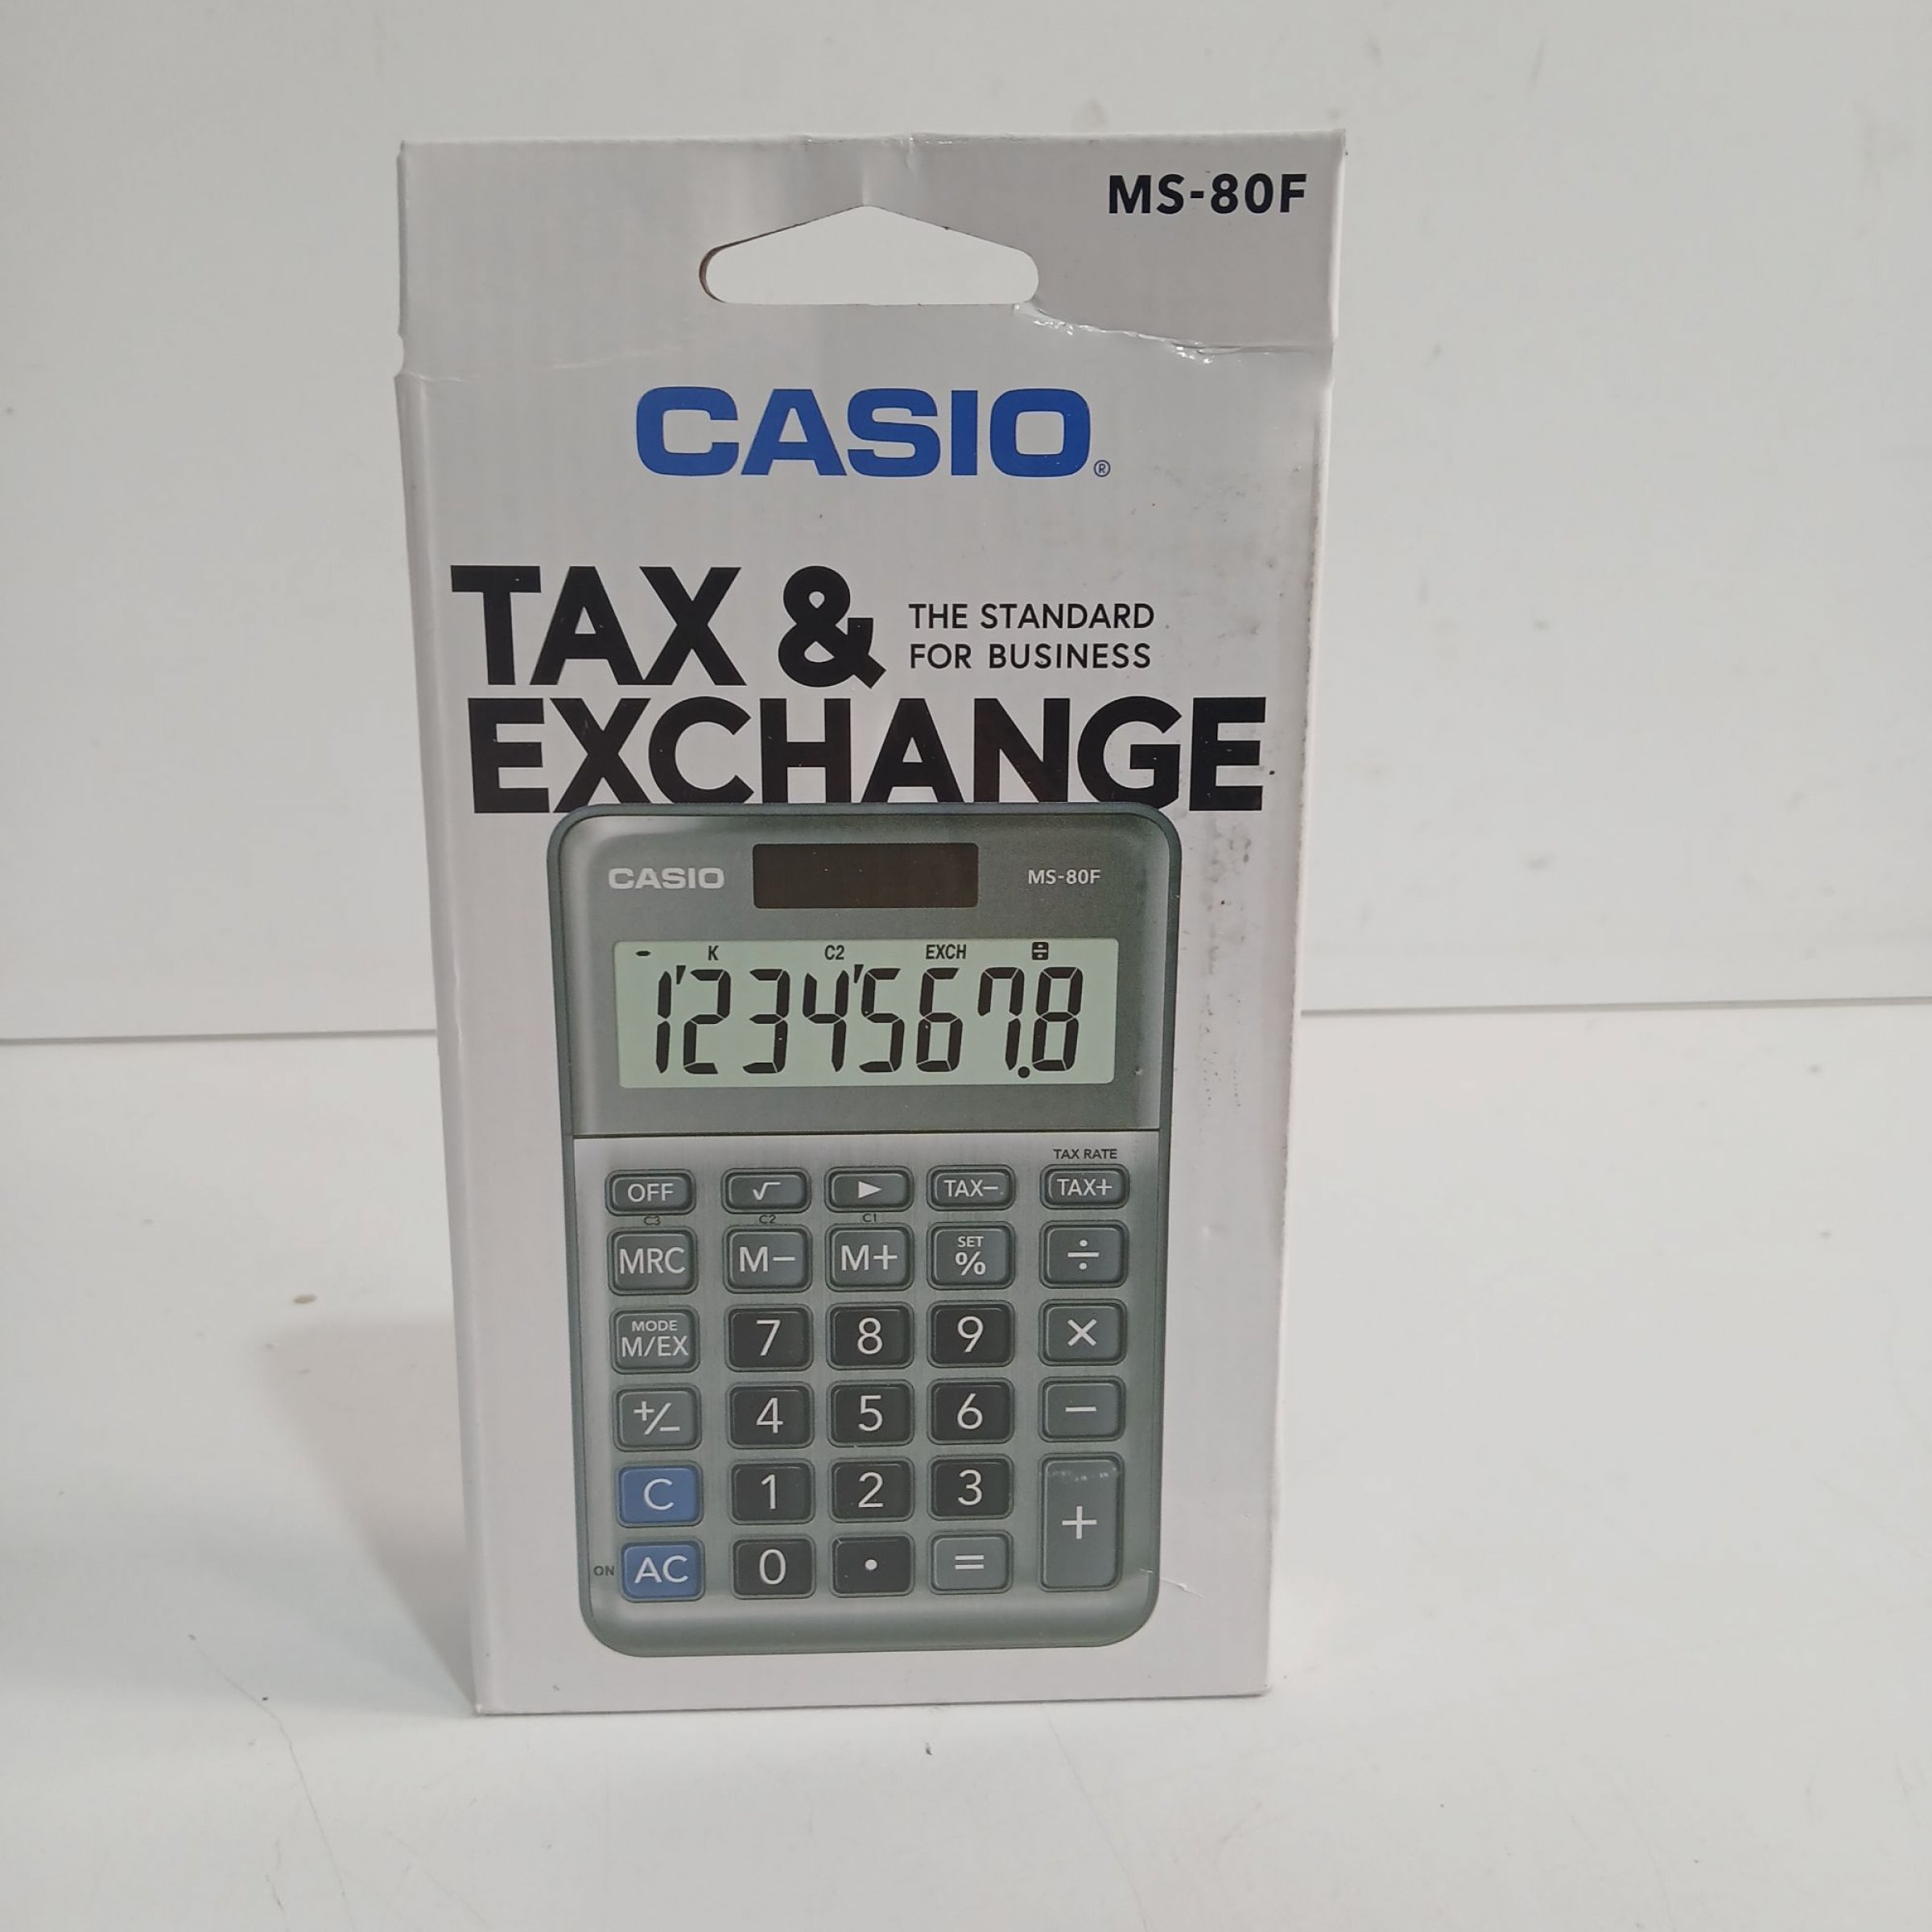 MS-80F
CASIO®
TAX & THE STANDARD
FOR BUSINESS
EXCHANGE
CASIO MS-80F
- K C2 EXCH
1'234'567.8
TAX RATE
OFF √ ▶ TAX− TAX+
C3 C2 C1
MRC M− M+ SET % ÷
MODE
M/EX 7 8 9 ×
+/− 4 5 6 −
C 1 2 3 +
ON AC 0 • =